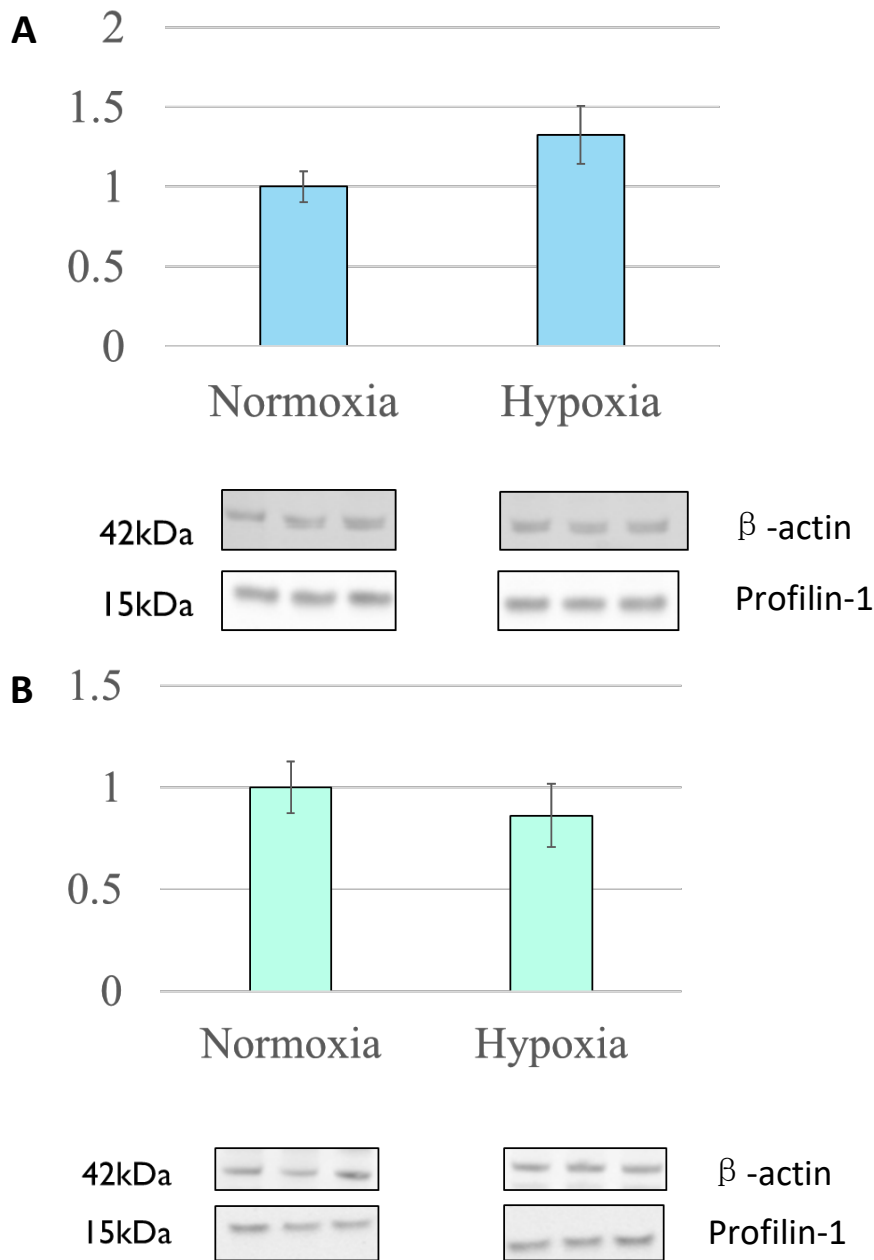 A
2
1.5
1
0.5
0
Normoxia Hypoxia
42kDa β-actin
15kDa Profilin-1
B
1.5
1
0.5
0
Normoxia Hypoxia
42kDa β-actin
15kDa Profilin-1